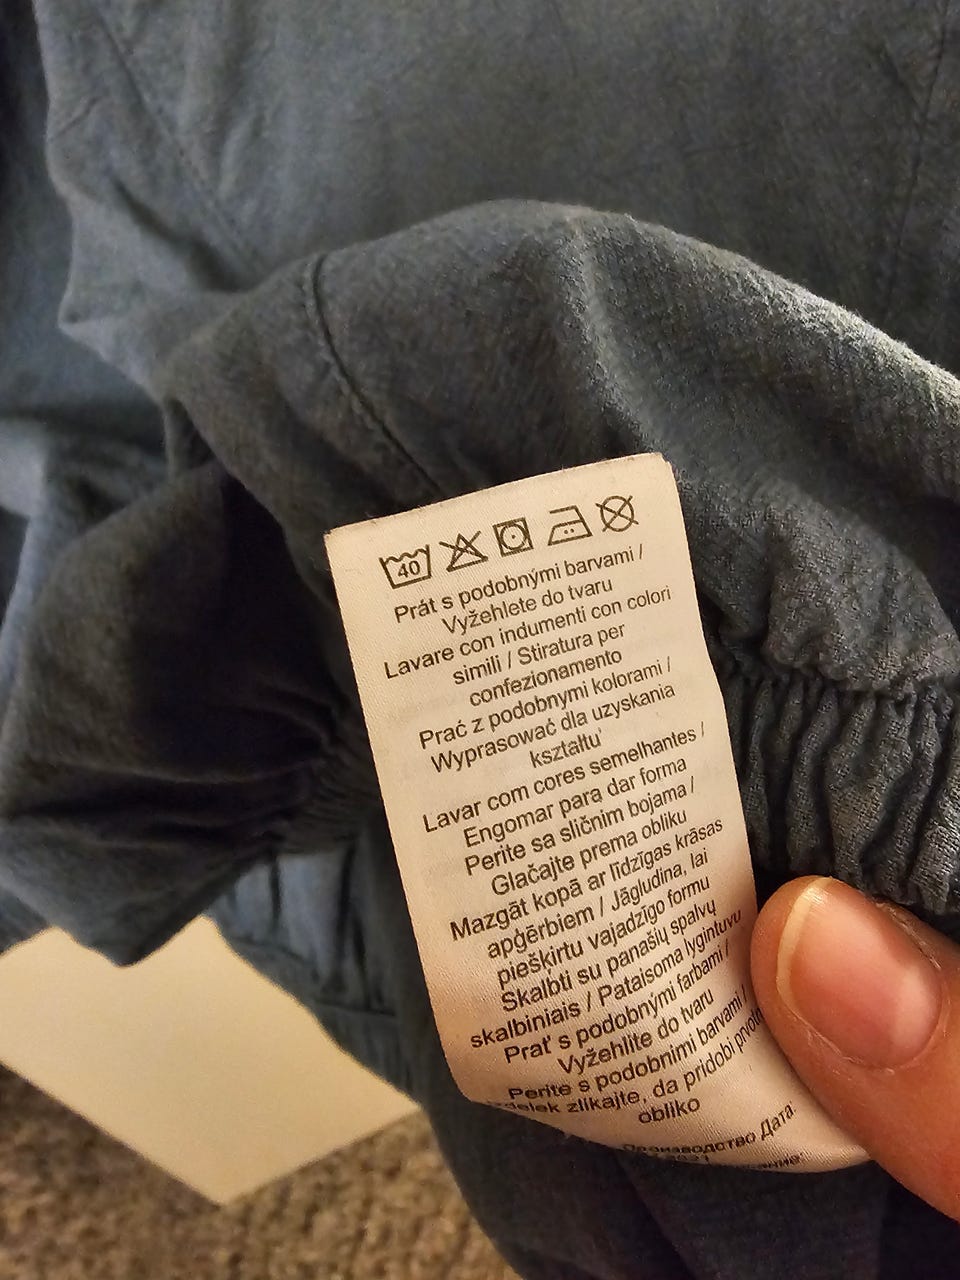 40
Prát s podobnými barvami /
Vyžehlete do tvaru
Lavare con indumenti con colori
simili / Stiratura per
confezionamento
Prać z podobnymi kolorami /
Wyprasować dla uzyskania
kształtu'
Lavar com cores semelhantes /
Engomar para dar forma
Perite sa sličnim bojama /
Glačajte prema obliku
Mazgāt kopā ar līdzīgas krāsas
apģērbiem / Jāgludina, lai
piešķirtu vajadzīgo formu
Skalbti su panašių spalvų
skalbiniais / Pataisoma lygintuvu
Prať s podobnými farbami /
Vyžehlite do tvaru
Perite s podobnimi barvami /
zlikajte, da pridobi
obliko
Производство Дата: